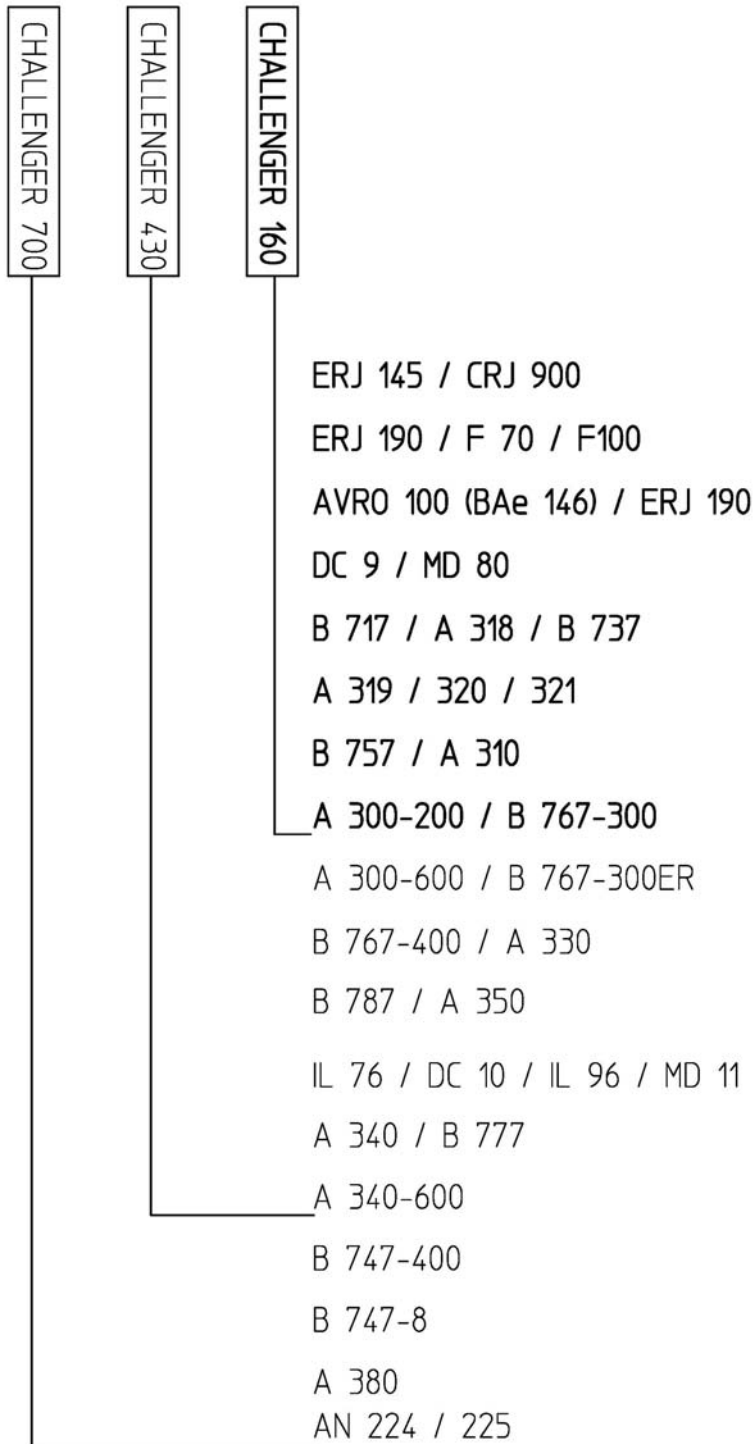 CHALLENGER 700
CHALLENGER 430
CHALLENGER 160
ERJ 145 / CRJ 900
ERJ 190 / F 70 / F100
AVRO 100 (BAe 146) / ERJ 190
DC 9 / MD 80
B 717 / A 318 / B 737
A 319 / 320 / 321
B 757 / A 310
A 300-200 / B 767-300
A 300-600 / B 767-300ER
B 767-400 / A 330
B 787 / A 350
IL 76 / DC 10 / IL 96 / MD 11
A 340 / B 777
A 340-600
B 747-400
B 747-8
A 380
AN 224 / 225